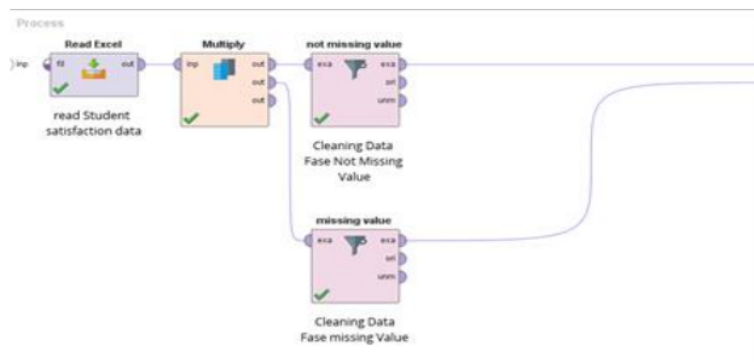 Process
Read Excel
Multiply
not missing value
inp
fil
out
inp
out
out
out
exa
exa
ori
unm
read Student
satisfaction data
Cleaning Data
Fase Not Missing
Value
missing value
exa
exa
ori
unm
Cleaning Data
Fase missing Value